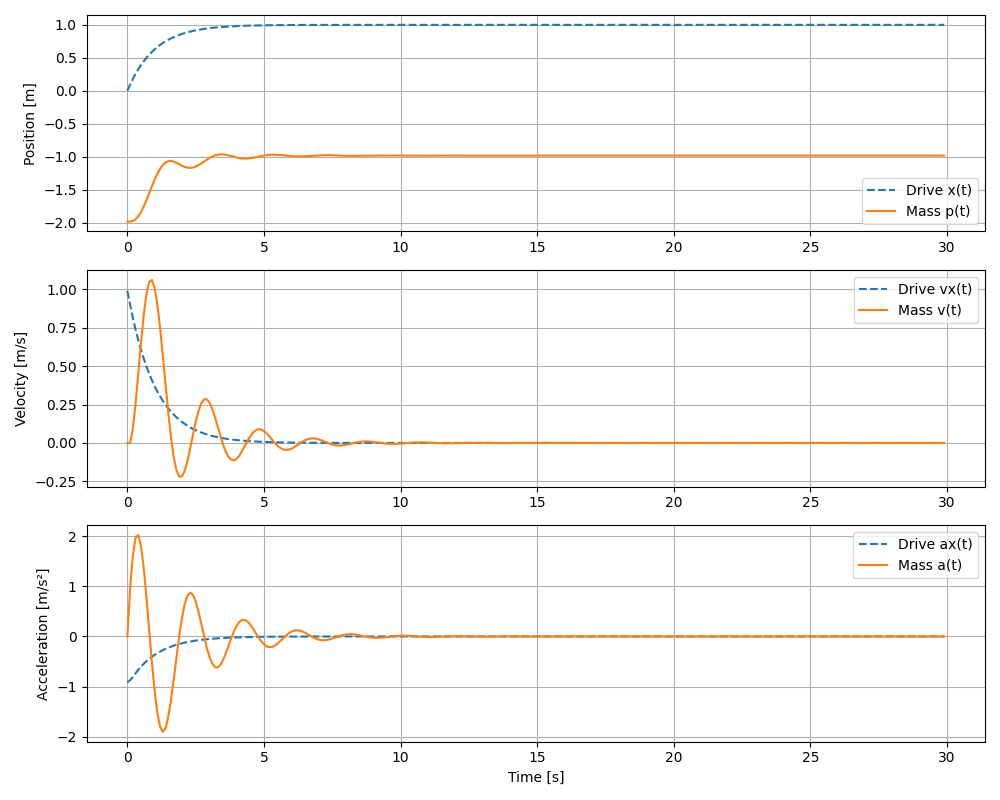 1.0
0.5
0.0
−0.5
−1.0
−1.5
−2.0
Position [m]
Drive x(t)
Mass p(t)
0 5 10 15 20 25 30
1.00
0.75
0.50
0.25
0.00
−0.25
Velocity [m/s]
Drive vx(t)
Mass v(t)
0 5 10 15 20 25 30
2
1
0
−1
−2
Acceleration [m/s²]
Drive ax(t)
Mass a(t)
0 5 10 15 20 25 30
Time [s]